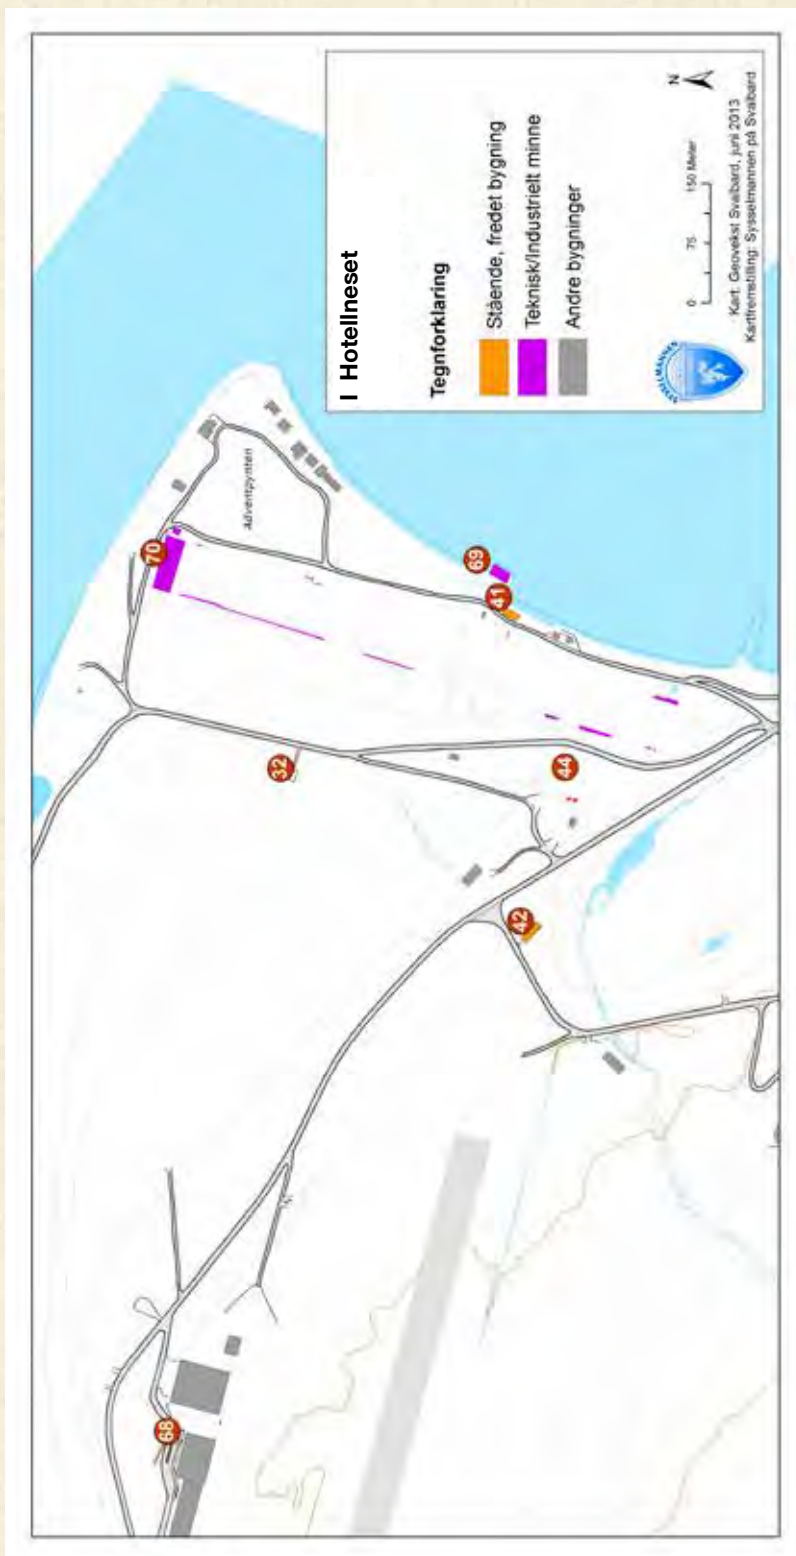 I Hotellneset
Tegnforklaring
Stående, fredet bygning
Teknisk/Industrielt minne
Andre bygninger
N
0 75 150 Meter
Kart: Geovekst Svalbard, juni 2013
Kartfremstilling: Sysselmannen på Svalbard
SYSSELMANNEN
Adventpynten
70
69
41
32
44
42
68